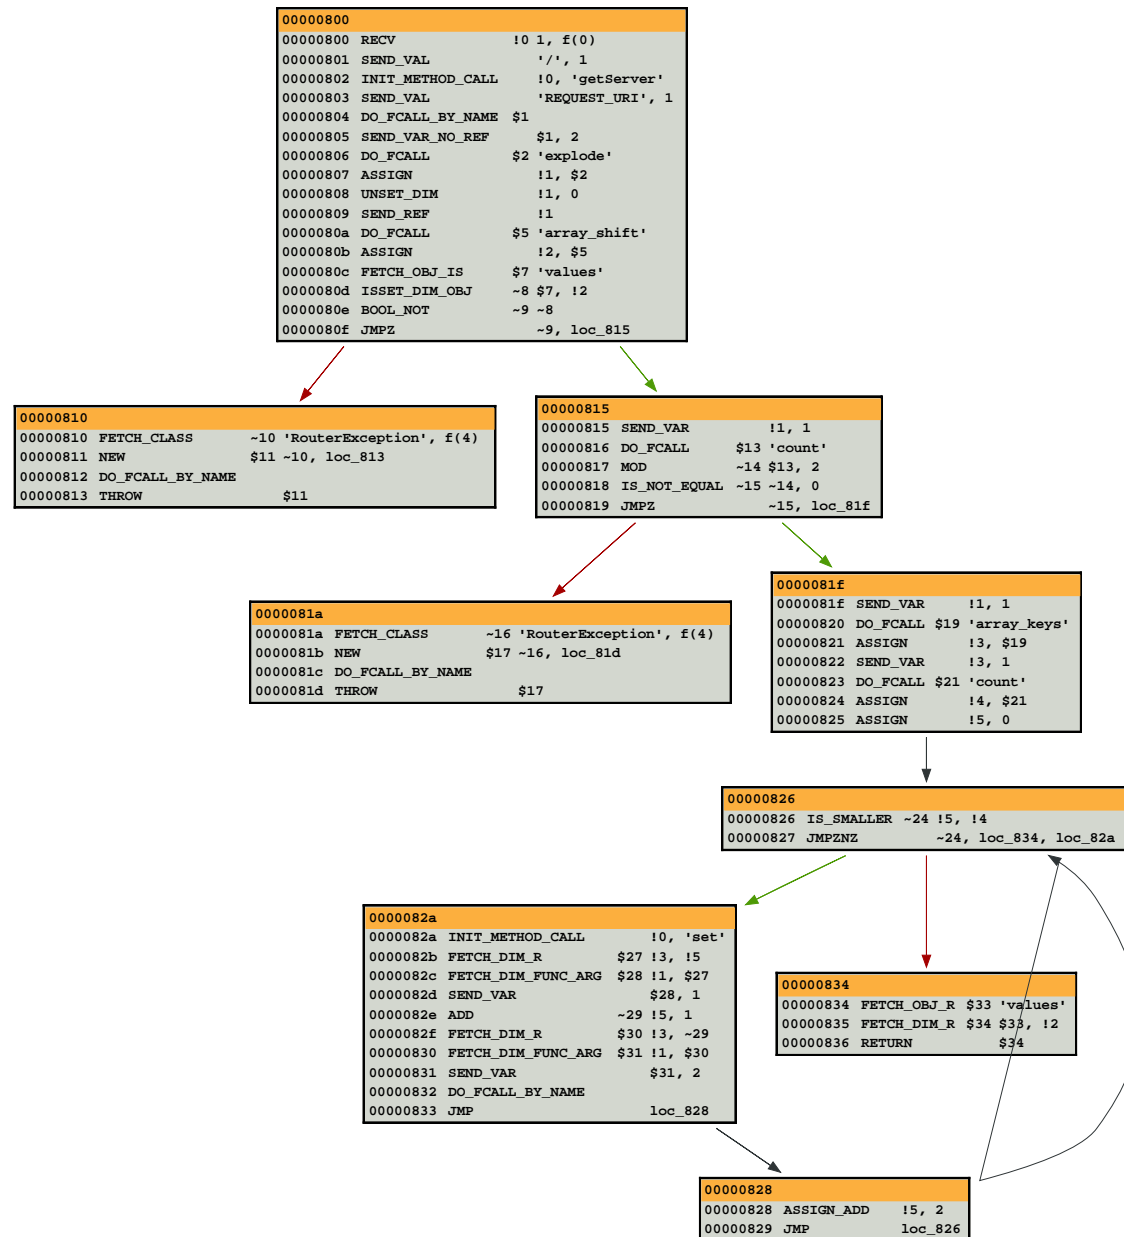 00000800
00000800 RECV !0 1, f(0)
00000801 SEND_VAL '/', 1
00000802 INIT_METHOD_CALL !0, 'getServer'
00000803 SEND_VAL 'REQUEST_URI', 1
00000804 DO_FCALL_BY_NAME $1
00000805 SEND_VAR_NO_REF $1, 2
00000806 DO_FCALL $2 'explode'
00000807 ASSIGN !1, $2
00000808 UNSET_DIM !1, 0
00000809 SEND_REF !1
0000080a DO_FCALL $5 'array_shift'
0000080b ASSIGN !2, $5
0000080c FETCH_OBJ_IS $7 'values'
0000080d ISSET_DIM_OBJ ~8 $7, !2
0000080e BOOL_NOT ~9 ~8
0000080f JMPZ ~9, loc_815
00000810
00000810 FETCH_CLASS ~10 'RouterException', f(4)
00000811 NEW $11 ~10, loc_813
00000812 DO_FCALL_BY_NAME
00000813 THROW $11
00000815
00000815 SEND_VAR !1, 1
00000816 DO_FCALL $13 'count'
00000817 MOD ~14 $13, 2
00000818 IS_NOT_EQUAL ~15 ~14, 0
00000819 JMPZ ~15, loc_81f
0000081a
0000081a FETCH_CLASS ~16 'RouterException', f(4)
0000081b NEW $17 ~16, loc_81d
0000081c DO_FCALL_BY_NAME
0000081d THROW $17
0000081f
0000081f SEND_VAR !1, 1
00000820 DO_FCALL $19 'array_keys'
00000821 ASSIGN !3, $19
00000822 SEND_VAR !3, 1
00000823 DO_FCALL $21 'count'
00000824 ASSIGN !4, $21
00000825 ASSIGN !5, 0
00000826
00000826 IS_SMALLER ~24 !5, !4
00000827 JMPZNZ ~24, loc_834, loc_82a
0000082a
0000082a INIT_METHOD_CALL !0, 'set'
0000082b FETCH_DIM_R $27 !3, !5
0000082c FETCH_DIM_FUNC_ARG $28 !1, $27
0000082d SEND_VAR $28, 1
0000082e ADD ~29 !5, 1
0000082f FETCH_DIM_R $30 !3, ~29
00000830 FETCH_DIM_FUNC_ARG $31 !1, $30
00000831 SEND_VAR $31, 2
00000832 DO_FCALL_BY_NAME
00000833 JMP loc_828
00000834
00000834 FETCH_OBJ_R $33 'values'
00000835 FETCH_DIM_R $34 $33, !2
00000836 RETURN $34
00000828
00000828 ASSIGN_ADD !5, 2
00000829 JMP loc_826